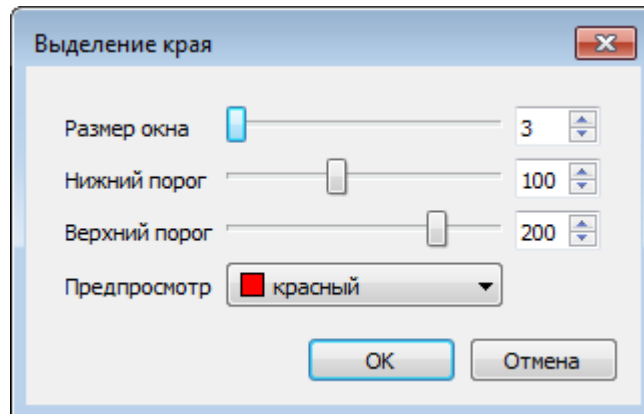 Выделение края
Размер окна 3
Нижний порог 100
Верхний порог 200
Предпросмотр красный
OK Отмена